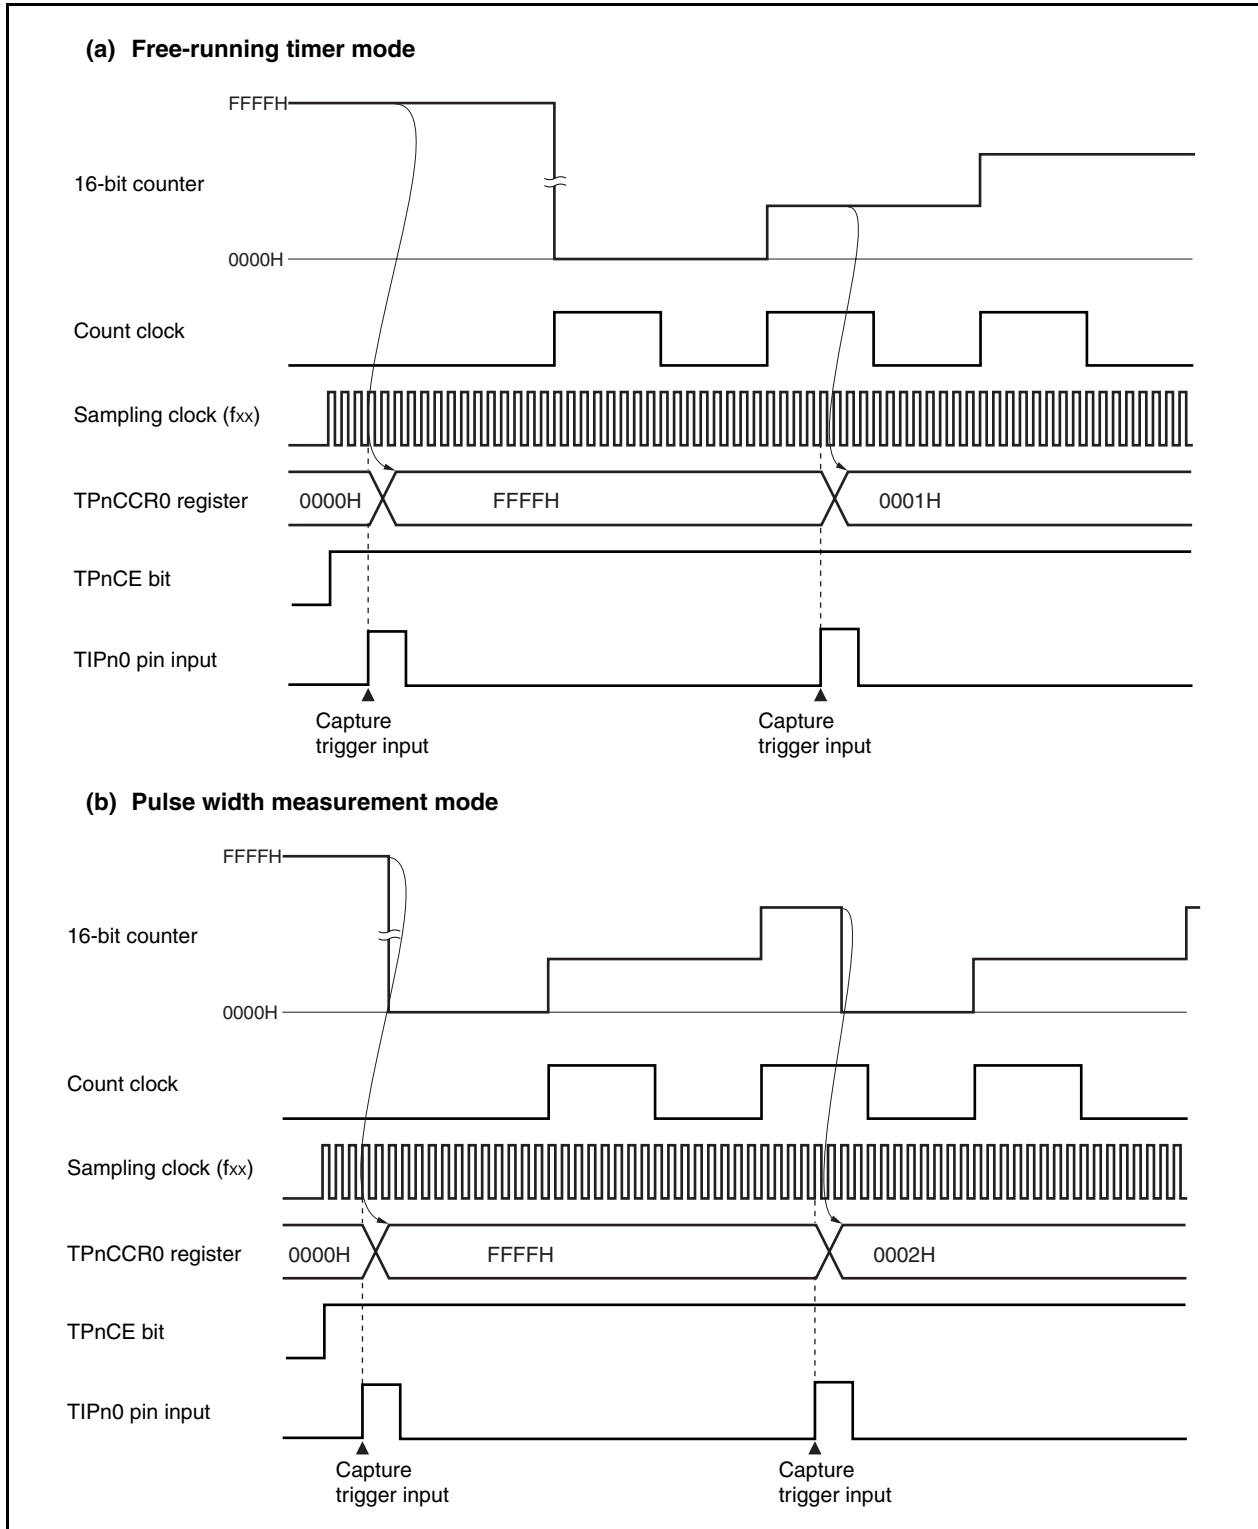 (a) Free-running timer mode
FFFFH
16-bit counter
0000H
Count clock
Sampling clock (fxx)
TPnCCR0 register
0000H
FFFFH
0001H
TPnCE bit
TIPn0 pin input
Capture
trigger input
Capture
trigger input
(b) Pulse width measurement mode
FFFFH
16-bit counter
0000H
Count clock
Sampling clock (fxx)
TPnCCR0 register
0000H
FFFFH
0002H
TPnCE bit
TIPn0 pin input
Capture
trigger input
Capture
trigger input